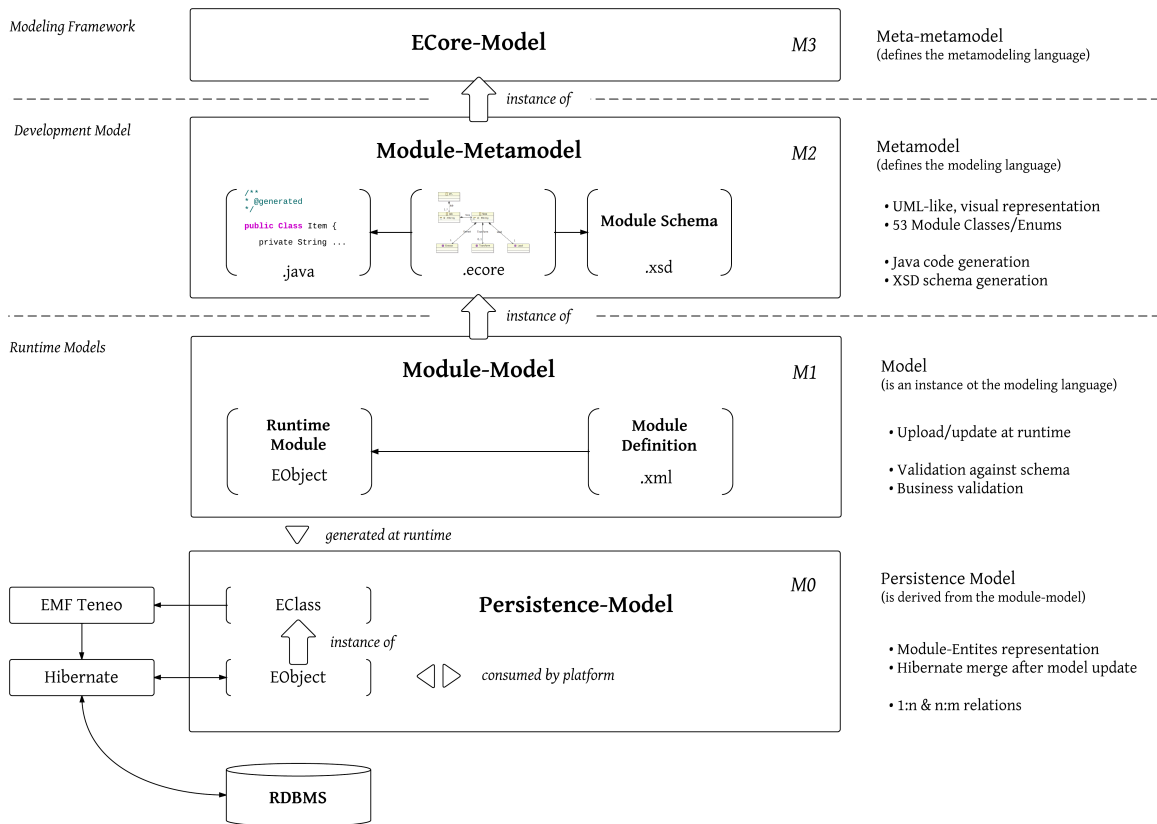 Modeling Framework
ECore-Model
M3
Meta-metamodel
(defines the metamodeling language)
instance of
Development Model
Module-Metamodel
M2
Metamodel
(defines the modeling language)
/**
* @generated
*/
public Class Item {
private String ...
.java
.ecore
Module Schema
.xsd
• UML-like, visual representation
• 53 Module Classes/Enums
• Java code generation
• XSD schema generation
instance of
Runtime Models
Module-Model
M1
Model
(is an instance ot the modeling language)
Runtime
Module
EObject
Module
Definition
.xml
• Upload/update at runtime
• Validation against schema
• Business validation
generated at runtime
Persistence-Model
M0
Persistence Model
(is derived from the module-model)
EMF Teneo
EClass
instance of
Hibernate
EObject
consumed by platform
• Module-Entites representation
• Hibernate merge after model update
• 1:n & n:m relations
RDBMS